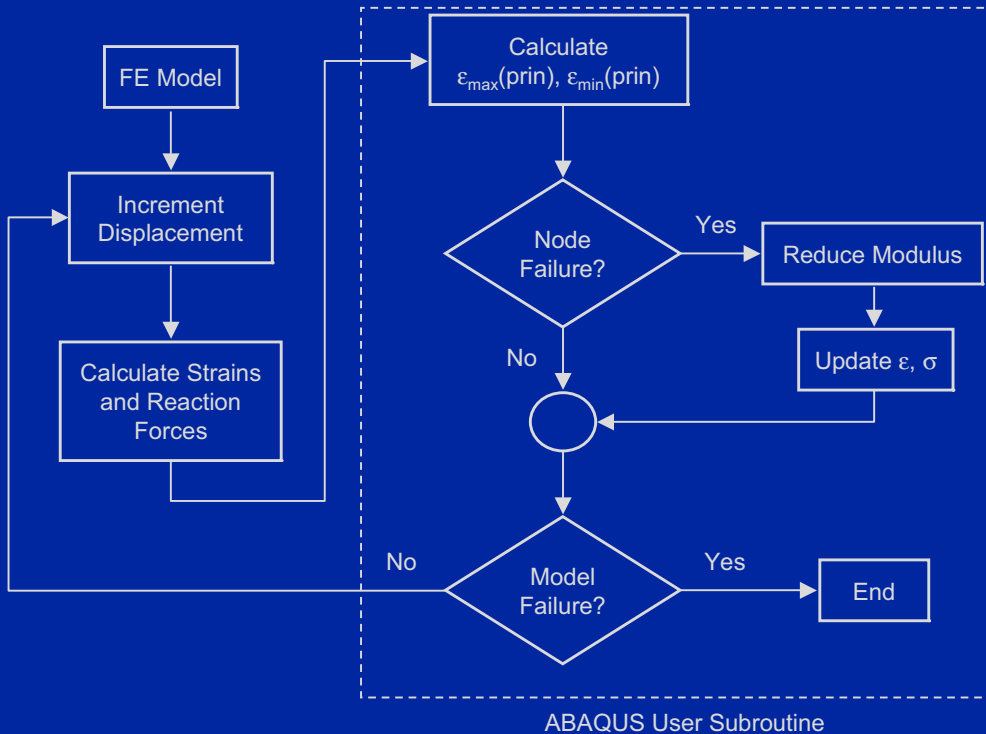 FE Model
Increment
Displacement
Calculate Strains
and Reaction
Forces
Calculate
εmax(prin), εmin(prin)
Node
Failure?
Yes
Reduce Modulus
Update ε, σ
No
Model
Failure?
No
Yes
End
ABAQUS User Subroutine